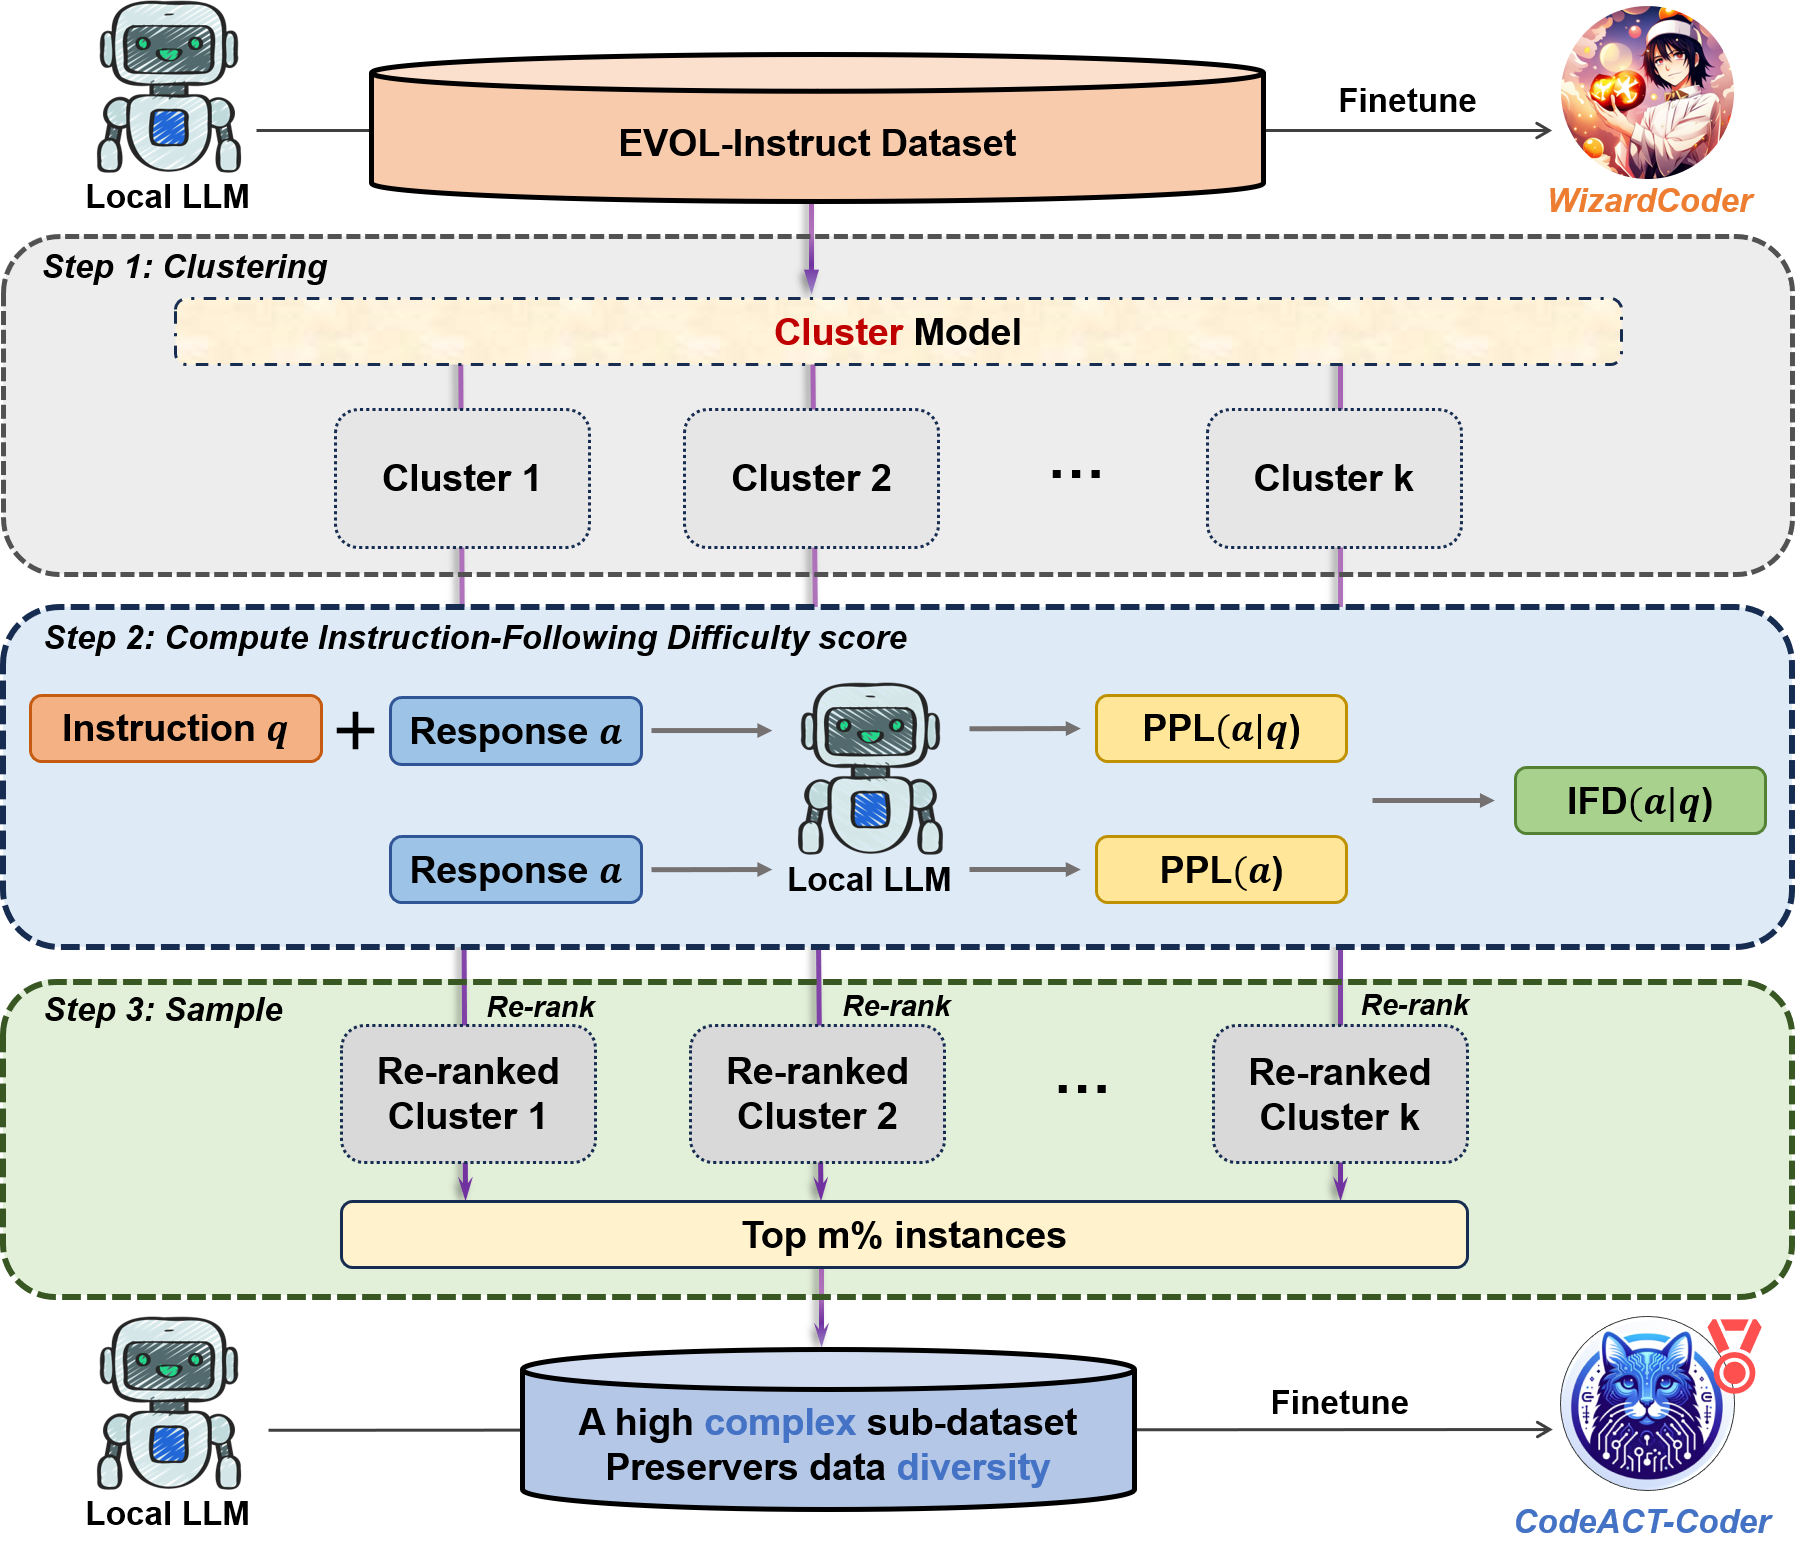 Local LLM
EVOL-Instruct Dataset
Finetune
WizardCoder
Step 1: Clustering
Cluster Model
Cluster 1
Cluster 2
...
Cluster k
Step 2: Compute Instruction-Following Difficulty score
Instruction q
+
Response a
PPL(a|q)
IFD(a|q)
Response a
Local LLM
PPL(a)
Step 3: Sample
Re-rank
Re-rank
Re-rank
Re-ranked
Cluster 1
Re-ranked
Cluster 2
...
Re-ranked
Cluster k
Top m% instances
Local LLM
A high complex sub-dataset
Preservers data diversity
Finetune
CodeACT-Coder